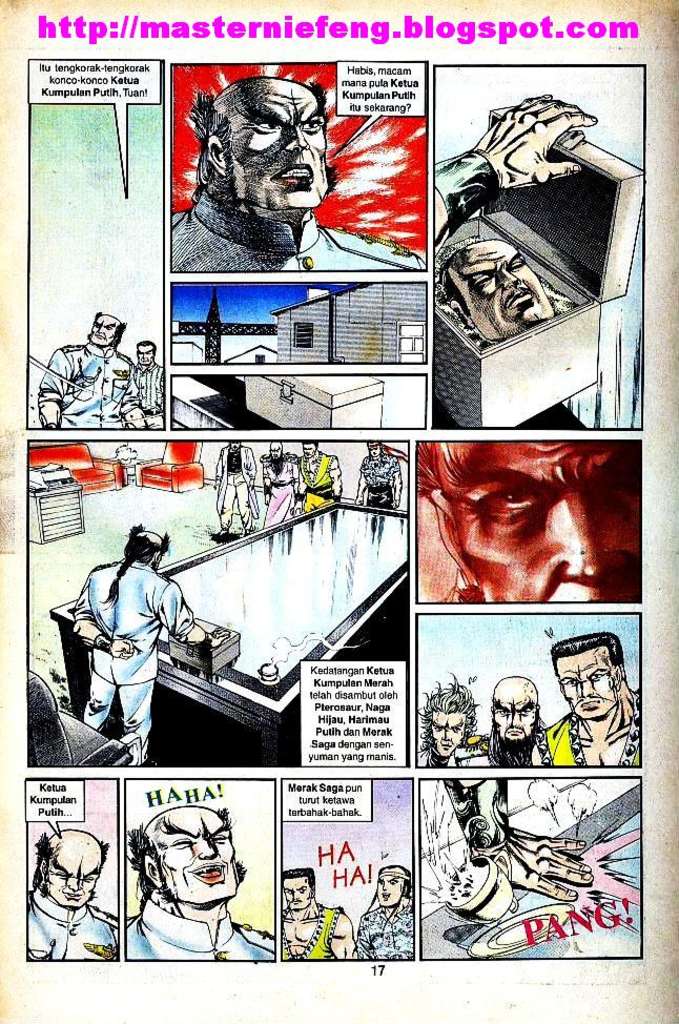 http://masterniefeng.blogspot.com
Itu tengkorak-tengkorak
konco-konco Ketua
Kumpulan Putih, Tuan!
Habis, macam
mana pula Ketua
Kumpulan Putih
itu sekarang?
Kedatangan Ketua
Kumpulan Merah
telah disambut oleh
Pterosaur, Naga
Hijau, Harimau
Putih dan Merak
Saga dengan sen-
yuman yang manis.
Ketua
Kumpulan
Putih...
HA HA!
Merak Saga pun
turut ketawa
terbahak-bahak.
HA
HA!
PANG!
17